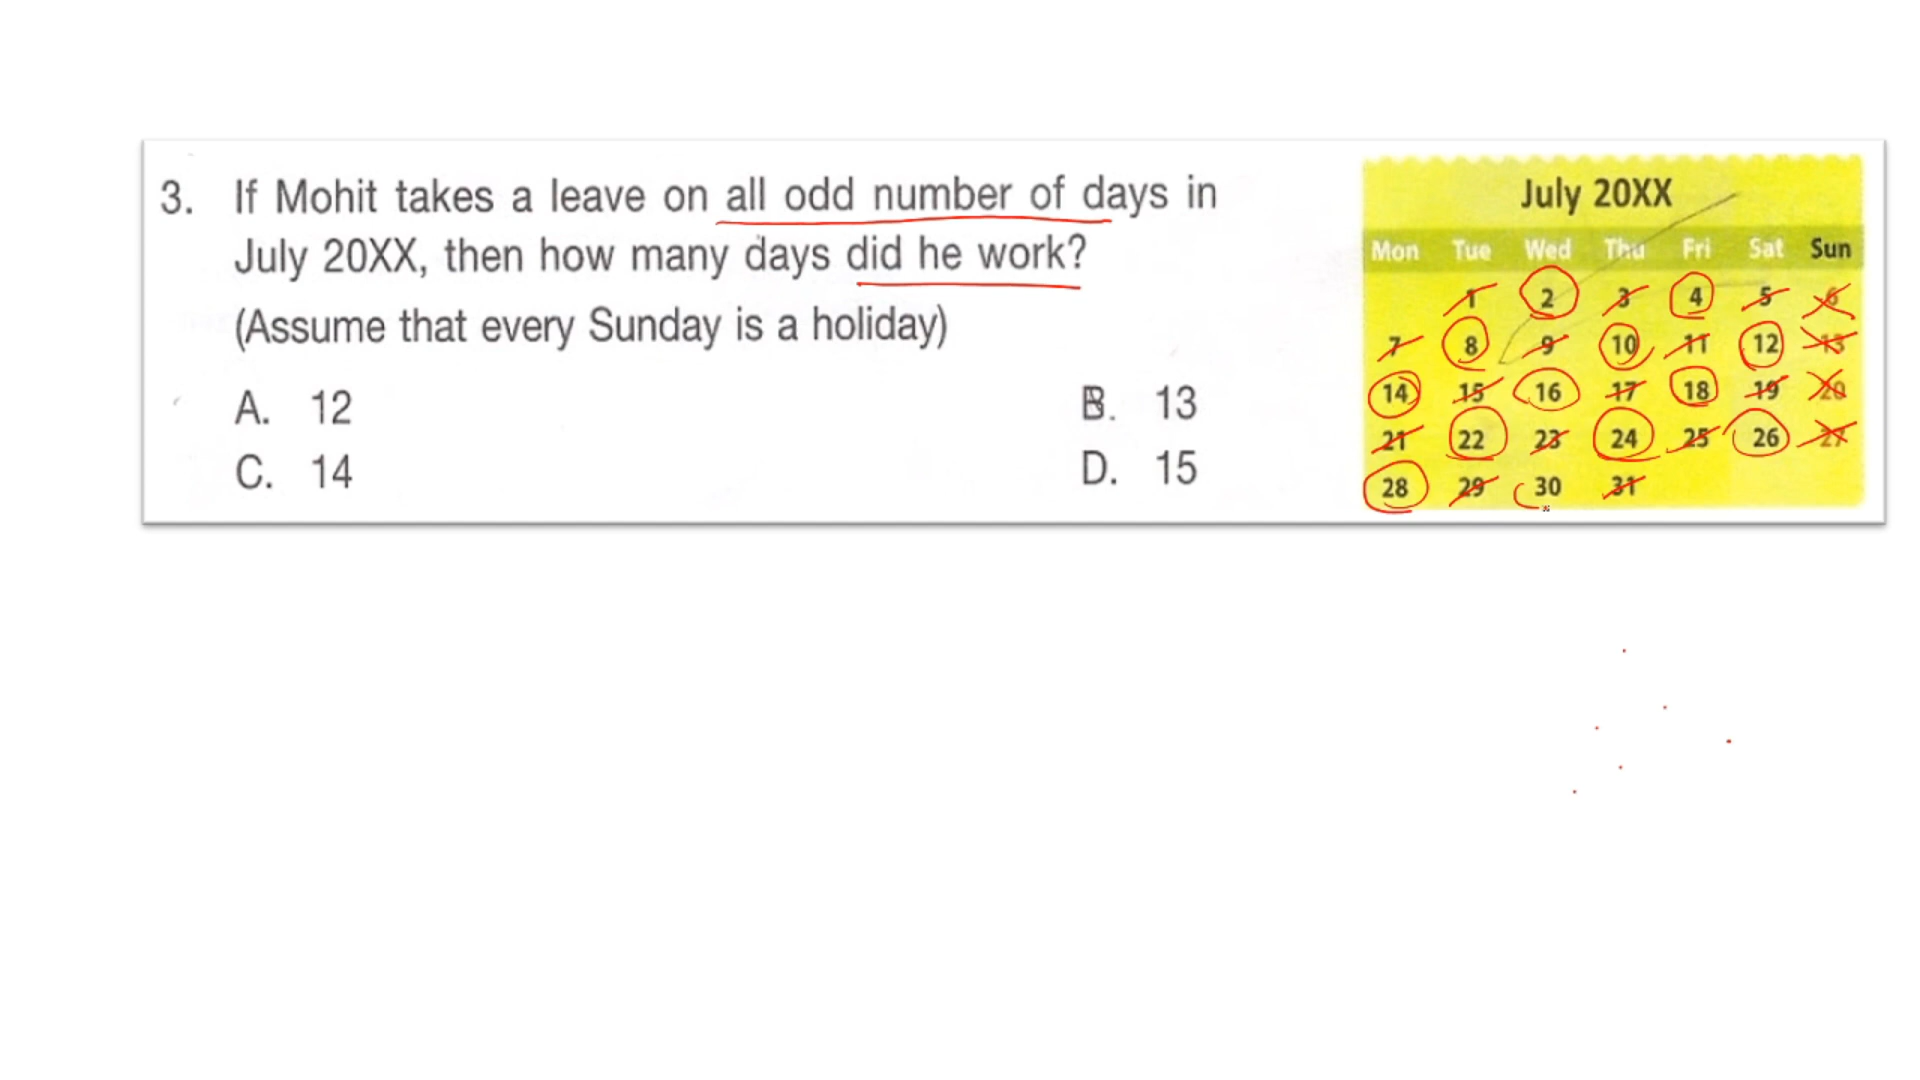 3. If Mohit takes a leave on all odd number of days in
July 20XX, then how many days did he work?
(Assume that every Sunday is a holiday)
A. 12
B. 13
C. 14
D. 15
July 20XX
Mon Tue Wed Thu Fri Sat Sun
1 2 3 4 5 6
7 8 9 10 11 12 13
14 15 16 17 18 19 20
21 22 23 24 25 26 27
28 29 30 31